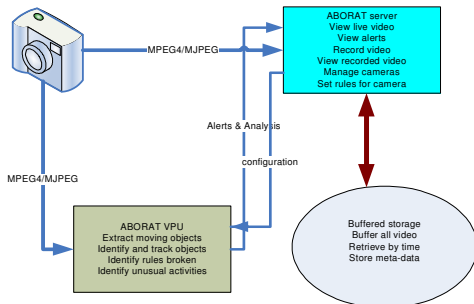 ABORAT server
View live video
View alerts
Record video
View recorded video
Manage cameras
Set rules for camera
MPEG4/MJPEG
Alerts & Analysis
configuration
MPEG4/MJPEG
ABORAT VPU
Extract moving objects
Identify and track objects
Identify rules broken
Identify unusual activities
Buffered storage
Buffer all video
Retrieve by time
Store meta-data